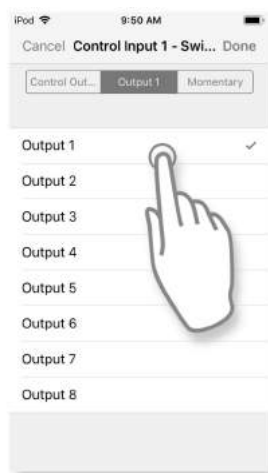 iPod 9:50 AM
Cancel Control Input 1 - Swi... Done
Control Out... Output 1 Momentary
Output 1
Output 2
Output 3
Output 4
Output 5
Output 6
Output 7
Output 8